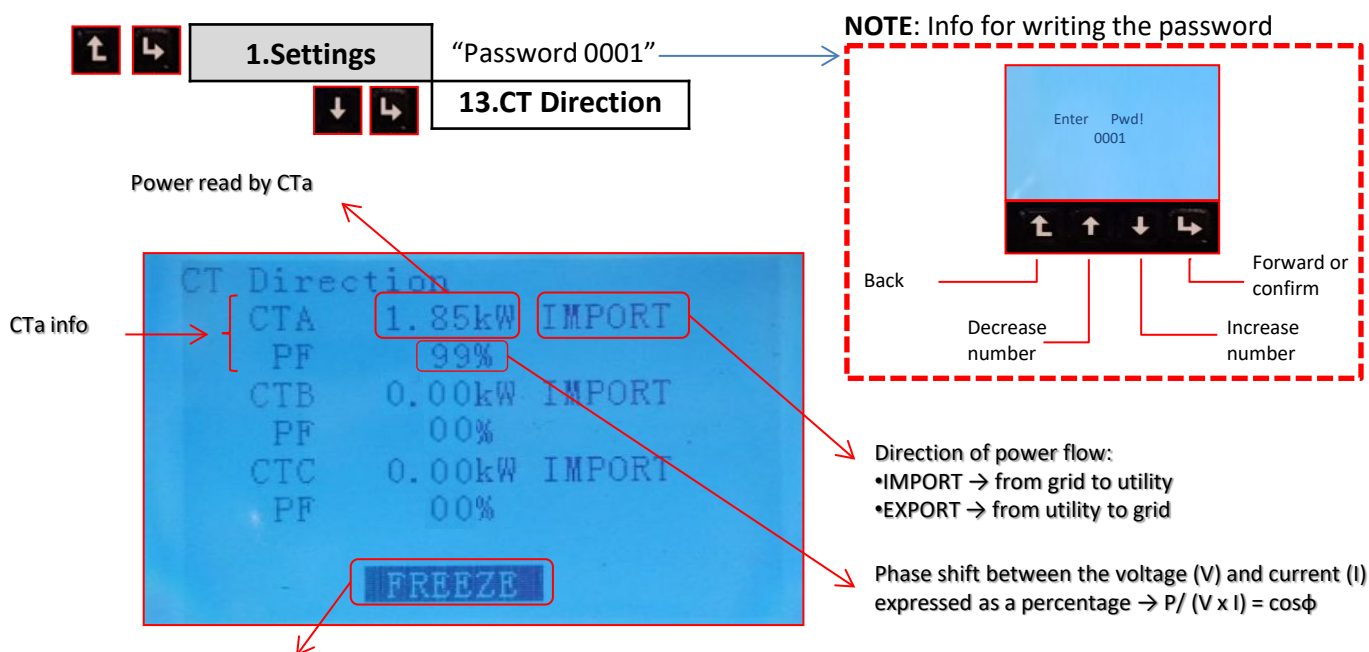 NOTE: Info for writing the password
1.Settings
“Password 0001”
13.CT Direction
Enter Pwd!
0001
Back
Forward or
confirm
Decrease
number
Increase
number
Power read by CTa
CTa info
CT Direction
CTA 1.85kW IMPORT
PF 99%
CTB 0.00kW IMPORT
PF 00%
CTC 0.00kW IMPORT
PF 00%
FREEZE
Direction of power flow:
•IMPORT → from grid to utility
•EXPORT → from utility to grid
Phase shift between the voltage (V) and current (I)
expressed as a percentage → P/ (V x I) = cosϕ